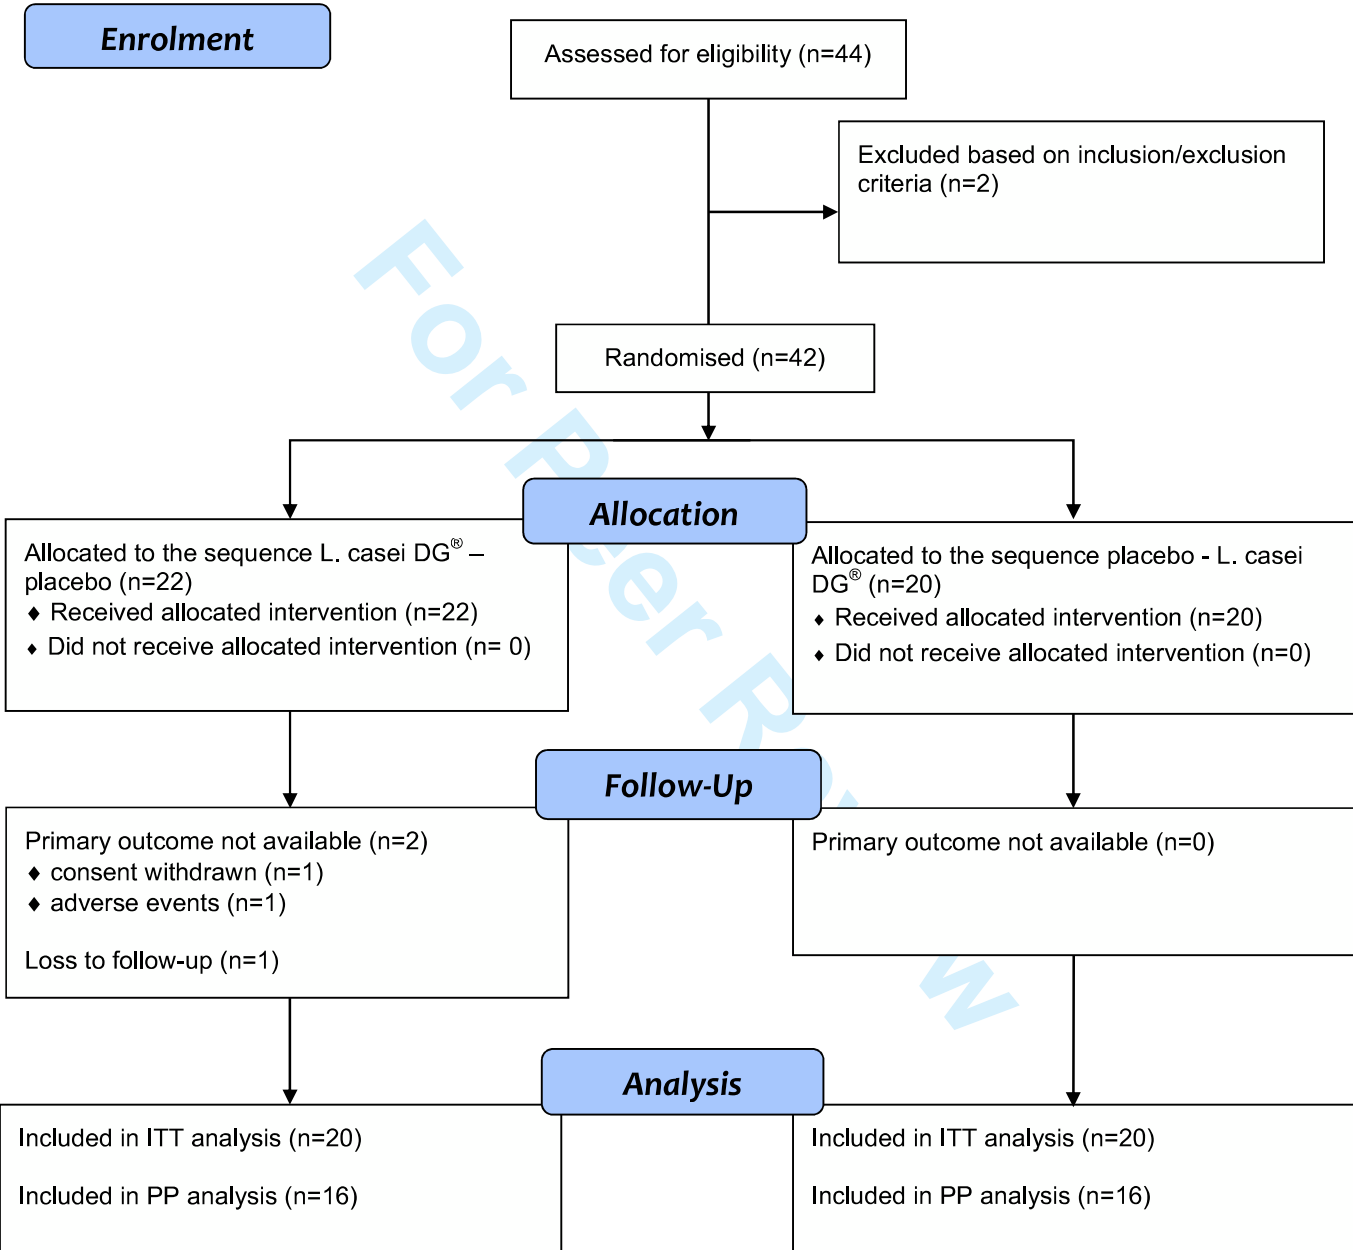 Enrolment
Assessed for eligibility (n=44)
Excluded based on inclusion/exclusion
criteria (n=2)
Randomised (n=42)
Allocation
Allocated to the sequence L. casei DG® –
placebo (n=22)
♦ Received allocated intervention (n=22)
♦ Did not receive allocated intervention (n= 0)
Allocated to the sequence placebo - L. casei
DG® (n=20)
♦ Received allocated intervention (n=20)
♦ Did not receive allocated intervention (n=0)
Follow-Up
Primary outcome not available (n=2)
♦ consent withdrawn (n=1)
♦ adverse events (n=1)
Loss to follow-up (n=1)
Primary outcome not available (n=0)
Analysis
Included in ITT analysis (n=20)
Included in PP analysis (n=16)
Included in ITT analysis (n=20)
Included in PP analysis (n=16)
For Peer Review